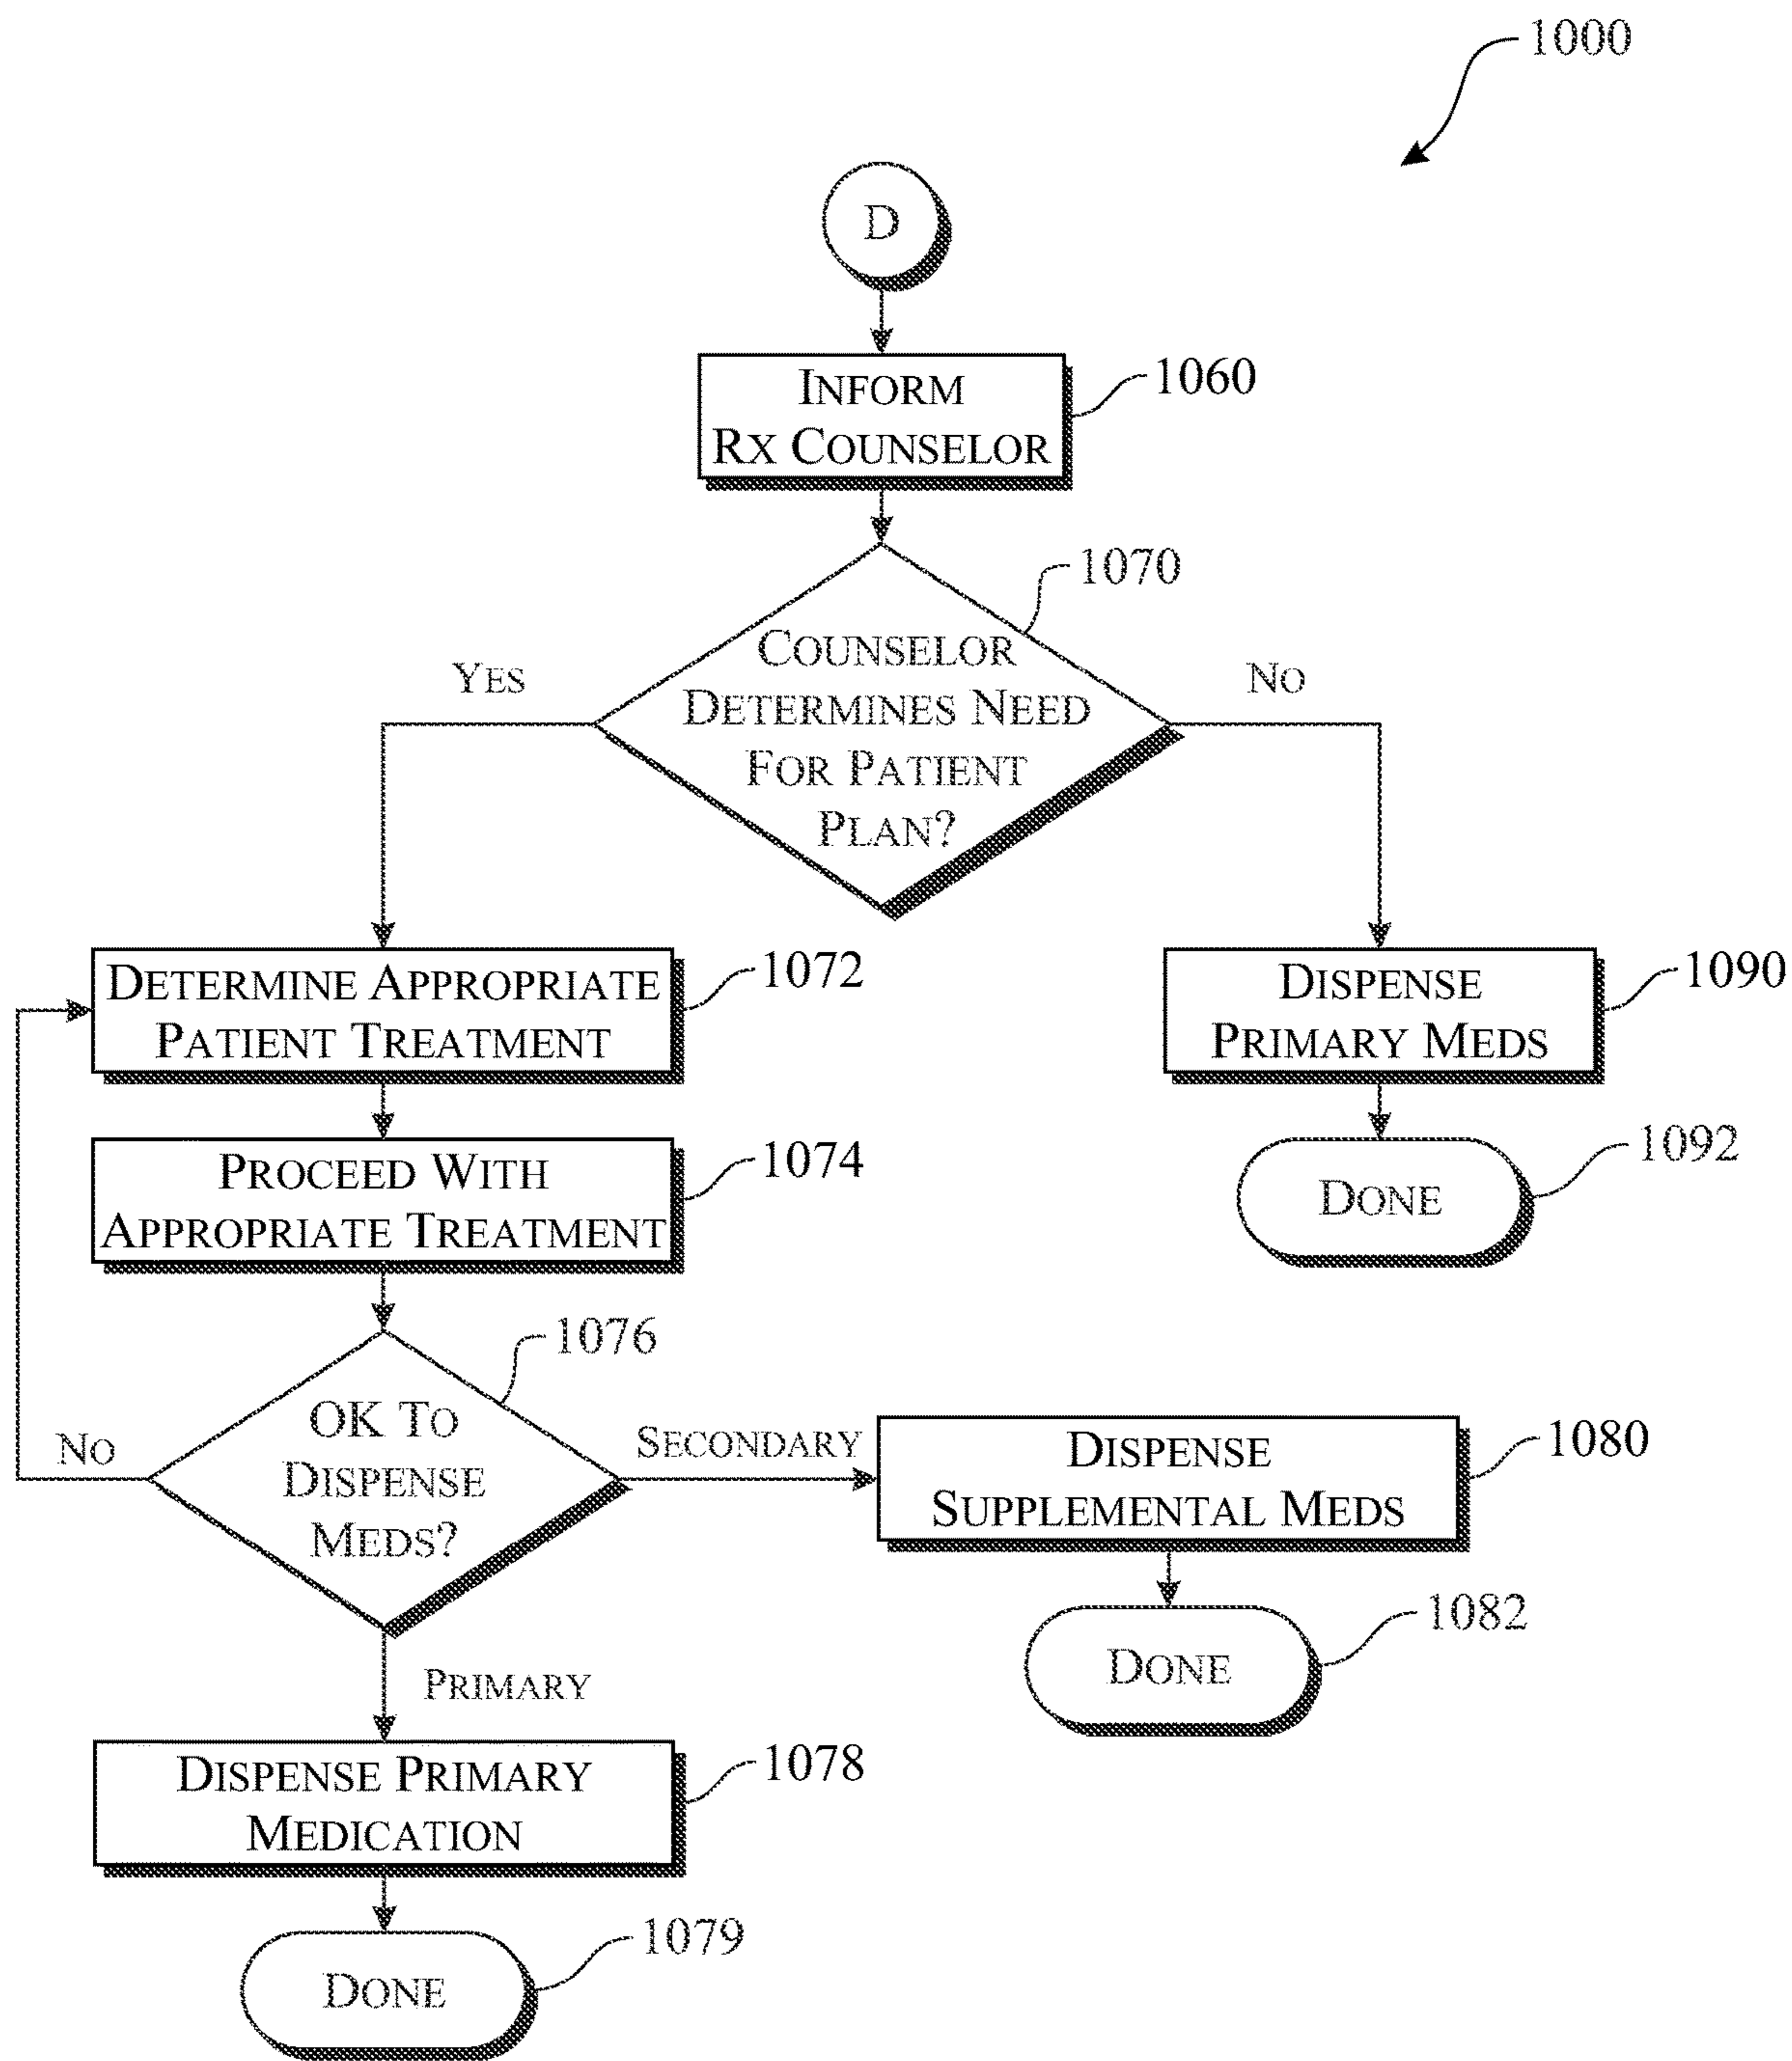 1000
D
INFORM
RX COUNSELOR
1060
1070
COUNSELOR
DETERMINES NEED
FOR PATIENT
PLAN?
YES
NO
DETERMINE APPROPRIATE
PATIENT TREATMENT
1072
DISPENSE
PRIMARY MEDS
1090
PROCEED WITH
APPROPRIATE TREATMENT
1074
DONE
1092
1076
OK TO
DISPENSE
MEDS?
NO
SECONDARY
DISPENSE
SUPPLEMENTAL MEDS
1080
DONE
1082
PRIMARY
DISPENSE PRIMARY
MEDICATION
1078
DONE
1079